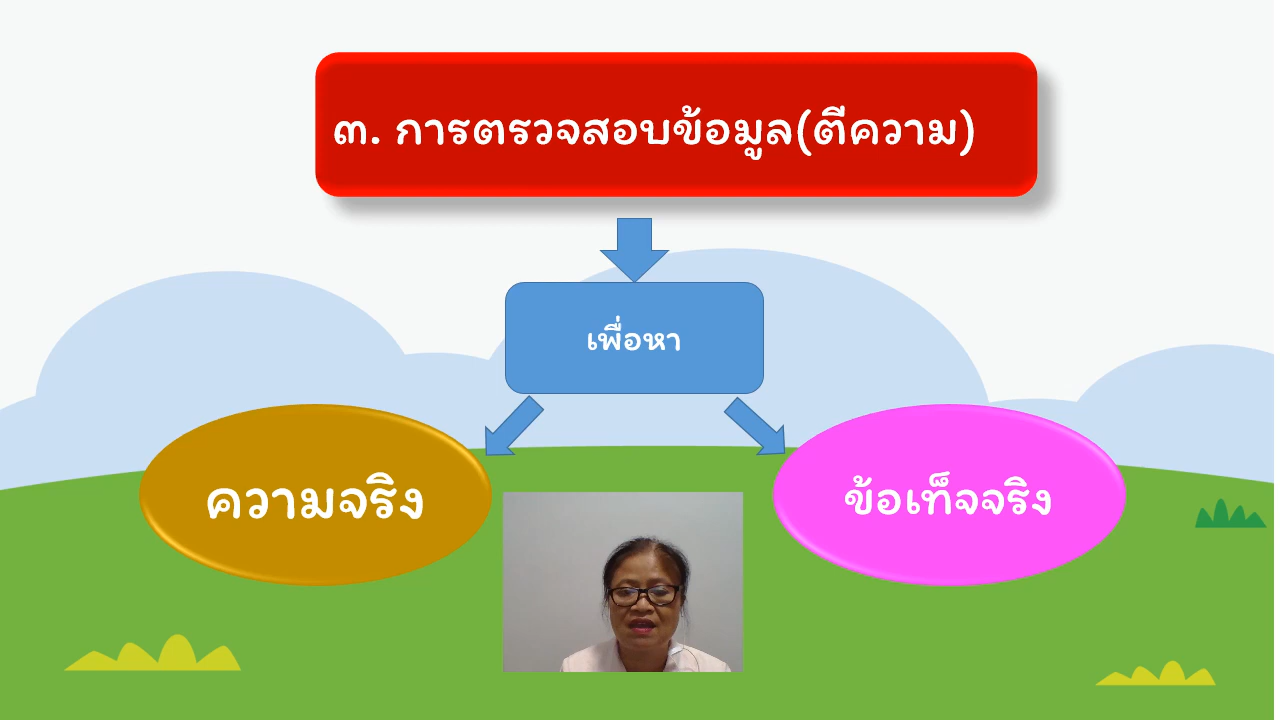 ๓. การตรวจสอบข้อมูล(ตีความ)
เพื่อหา
ความจริง
ข้อเท็จจริง